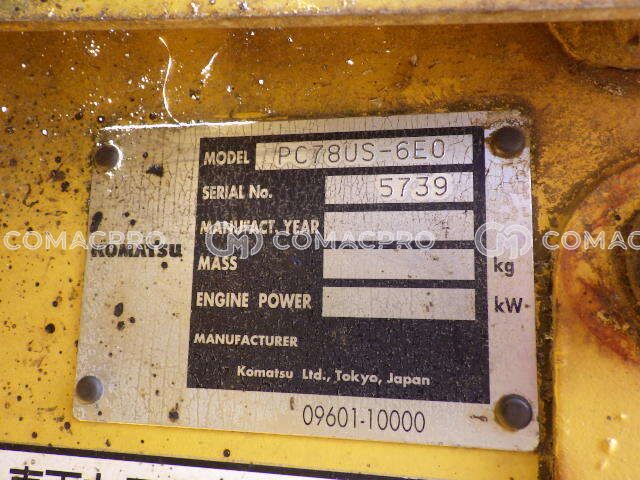 MODEL PC78US-6E0
SERIAL No. 5739
MANUFACT. YEAR
COMACPRO COMACPRO COMACPRO
KOMATSU
MASS kg
ENGINE POWER kW
MANUFACTURER
Komatsu Ltd., Tokyo, Japan
09601-10000